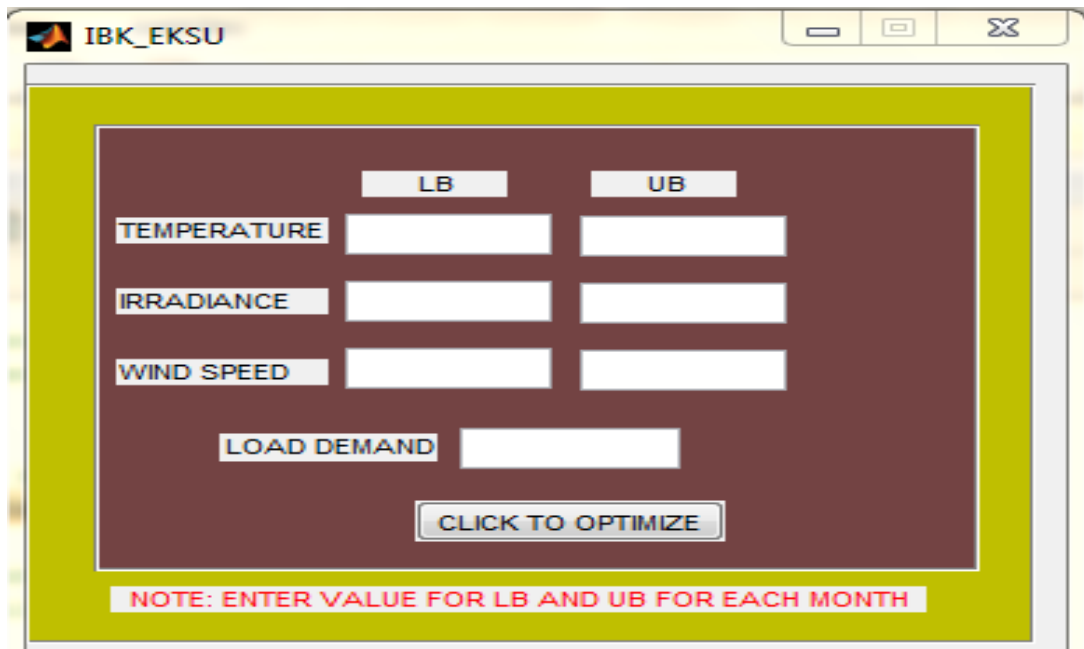 IBK_EKSU
LB UB
TEMPERATURE
IRRADIANCE
WIND SPEED
LOAD DEMAND
CLICK TO OPTIMIZE
NOTE: ENTER VALUE FOR LB AND UB FOR EACH MONTH